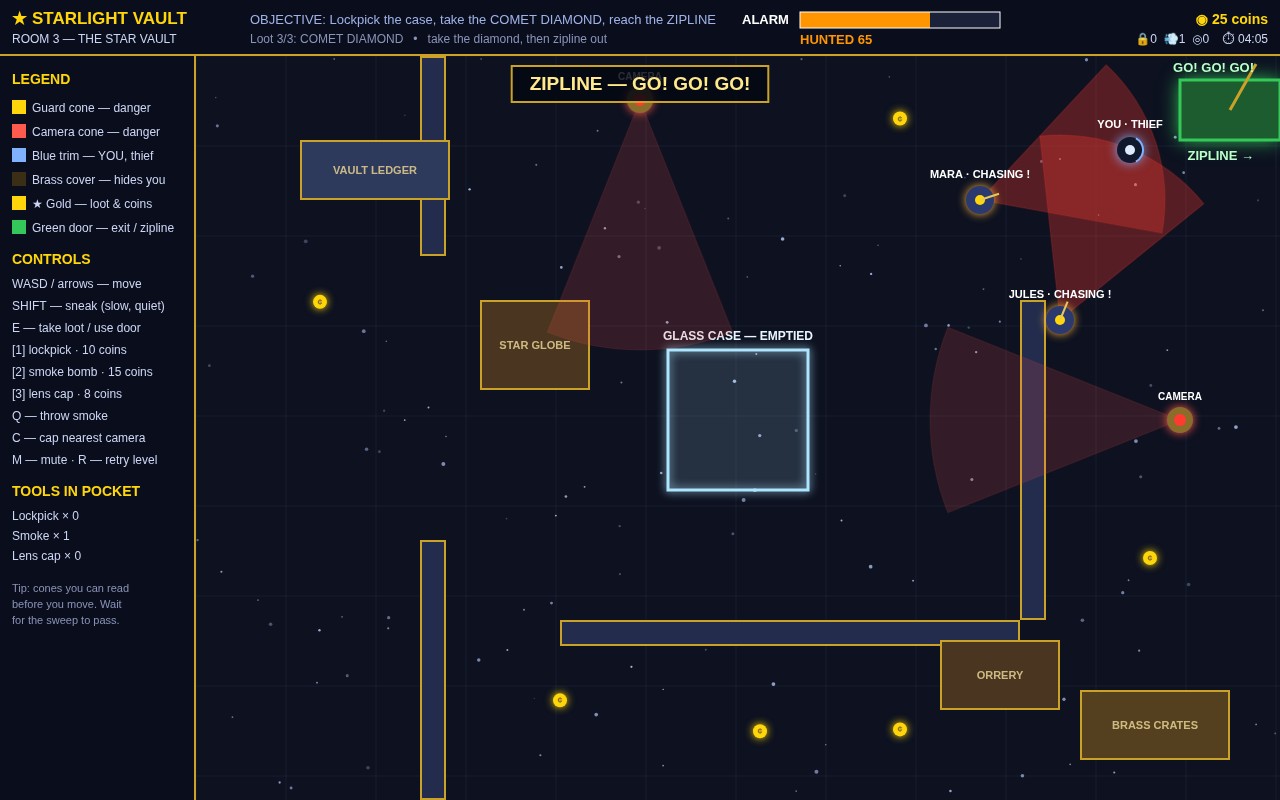 ★ STARLIGHT VAULT
ROOM 3 — THE STAR VAULT
OBJECTIVE: Lockpick the case, take the COMET DIAMOND, reach the ZIPLINE
Loot 3/3: COMET DIAMOND • take the diamond, then zipline out
ALARM
HUNTED 65
◉ 25 coins
🔒0 💨1 ◎0 ⏱ 04:05
LEGEND
Guard cone — danger
Camera cone — danger
Blue trim — YOU, thief
Brass cover — hides you
★ Gold — loot & coins
Green door — exit / zipline
CONTROLS
WASD / arrows — move
SHIFT — sneak (slow, quiet)
E — take loot / use door
[1] lockpick · 10 coins
[2] smoke bomb · 15 coins
[3] lens cap · 8 coins
Q — throw smoke
C — cap nearest camera
M — mute · R — retry level
TOOLS IN POCKET
Lockpick × 0
Smoke × 1
Lens cap × 0
Tip: cones you can read
before you move. Wait
for the sweep to pass.
CAMERA
ZIPLINE — GO! GO! GO!
GO! GO! GO!
ZIPLINE →
YOU · THIEF
MARA · CHASING !
VAULT LEDGER
JULES · CHASING !
STAR GLOBE
GLASS CASE — EMPTIED
CAMERA
ORRERY
BRASS CRATES